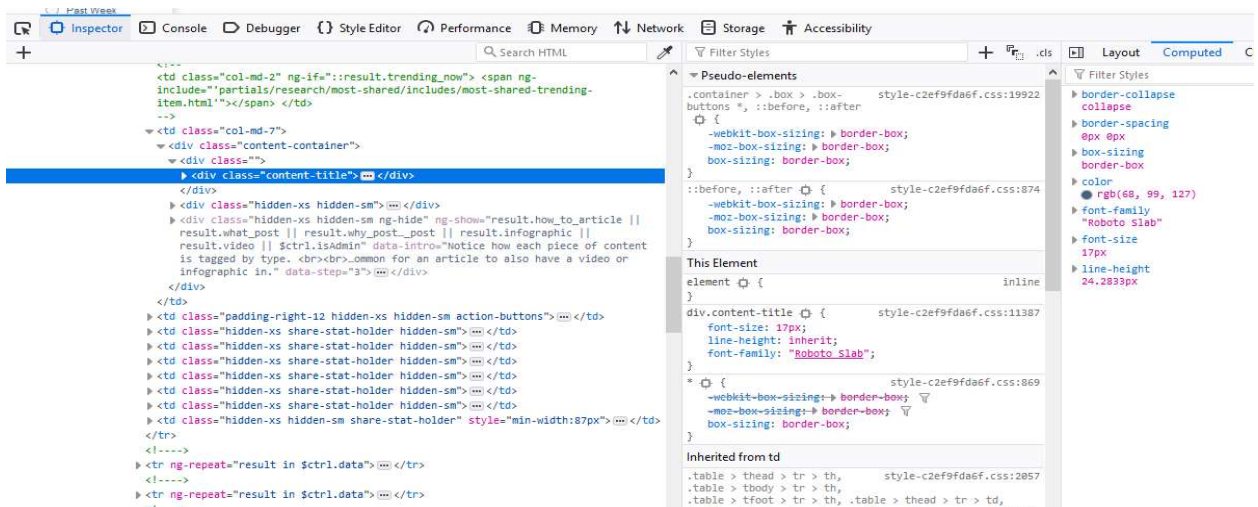 Past Week
Inspector Console Debugger {} Style Editor Performance Memory Network Storage Accessibility
+ Search HTML Filter Styles + .cls Layout Computed C
Filter Styles
<!--
<td class="col-md-2" ng-if="::result.trending_now"> <span ng-
include="'partials/research/most-shared/includes/most-shared-trending-
item.html'"></span> </td>
-->
<td class="col-md-7">
<div class="content-container">
<div class="">
<div class="content-title"> ... </div>
</div>
<div class="hidden-xs hidden-sm"> ... </div>
<div class="hidden-xs hidden-sm ng-hide" ng-show="result.how_to_article ||
result.what_post || result.why_post…_post || result.infographic ||
result.video || $ctrl.isAdmin" data-intro="Notice how each piece of content
is tagged by type. <br><br>…ommon for an article to also have a video or
infographic in." data-step="3"> ... </div>
</div>
</td>
<td class="padding-right-12 hidden-xs hidden-sm action-buttons"> ... </td>
<td class="hidden-xs share-stat-holder hidden-sm"> ... </td>
<td class="hidden-xs share-stat-holder hidden-sm"> ... </td>
<td class="hidden-xs share-stat-holder hidden-sm"> ... </td>
<td class="hidden-xs share-stat-holder hidden-sm"> ... </td>
<td class="hidden-xs share-stat-holder hidden-sm"> ... </td>
<td class="hidden-xs share-stat-holder hidden-sm"> ... </td>
<td class="hidden-xs hidden-sm share-stat-holder" style="min-width:87px"> ... </td>
</tr>
<!---->
<tr ng-repeat="result in $ctrl.data"> ... </tr>
<!---->
<tr ng-repeat="result in $ctrl.data"> ... </tr>
Pseudo-elements
.container > .box > .box- style-c2ef9fda6f.css:19922
buttons *, ::before, ::after
{
-webkit-box-sizing: border-box;
-moz-box-sizing: border-box;
box-sizing: border-box;
}
::before, ::after { style-c2ef9fda6f.css:874
-webkit-box-sizing: border-box;
-moz-box-sizing: border-box;
box-sizing: border-box;
}
This Element
element { inline
}
div.content-title { style-c2ef9fda6f.css:11387
font-size: 17px;
line-height: inherit;
font-family: "Roboto Slab";
}
* { style-c2ef9fda6f.css:869
-webkit-box-sizing: border-box;
-moz-box-sizing: border-box;
box-sizing: border-box;
}
Inherited from td
.table > thead > tr > th, style-c2ef9fda6f.css:2057
.table > tbody > tr > th,
.table > tfoot > tr > th, .table > thead > tr > td,
border-collapse
collapse
border-spacing
0px 0px
box-sizing
border-box
color
rgb(68, 99, 127)
font-family
"Roboto Slab"
font-size
17px
line-height
24.2833px